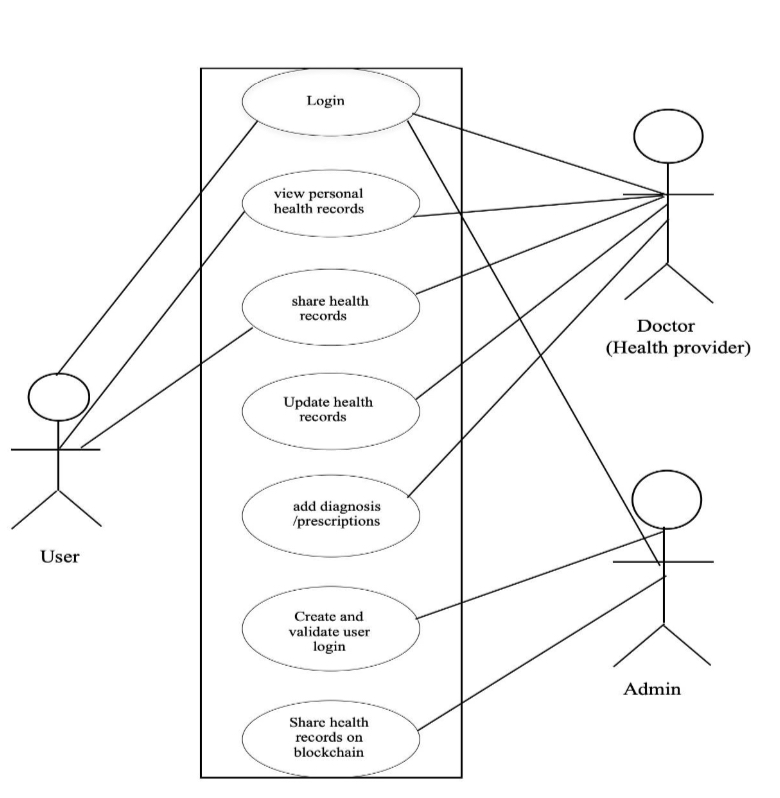 Login
view personal
health records
share health
records
Update health
records
add diagnosis
/prescriptions
Create and
validate user
login
Share health
records on
blockchain
User
Doctor
(Health provider)
Admin